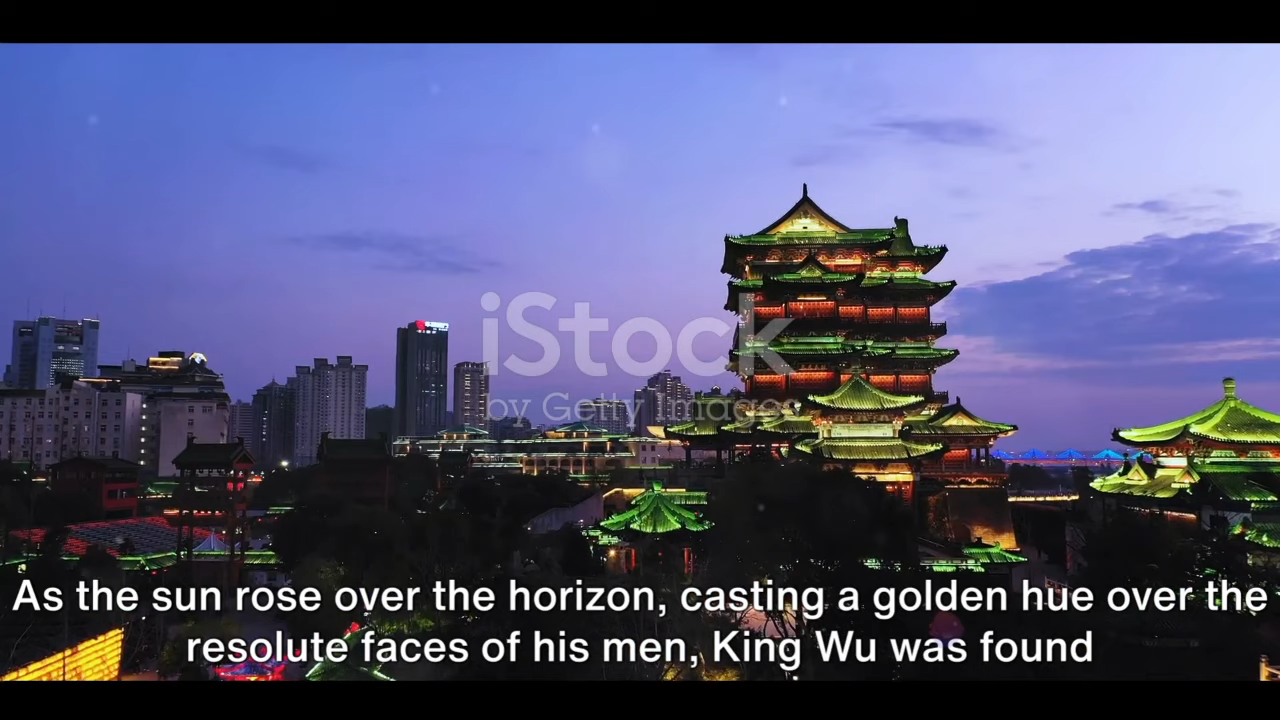 iStock
by Getty Images
As the sun rose over the horizon, casting a golden hue over the
resolute faces of his men, King Wu was found